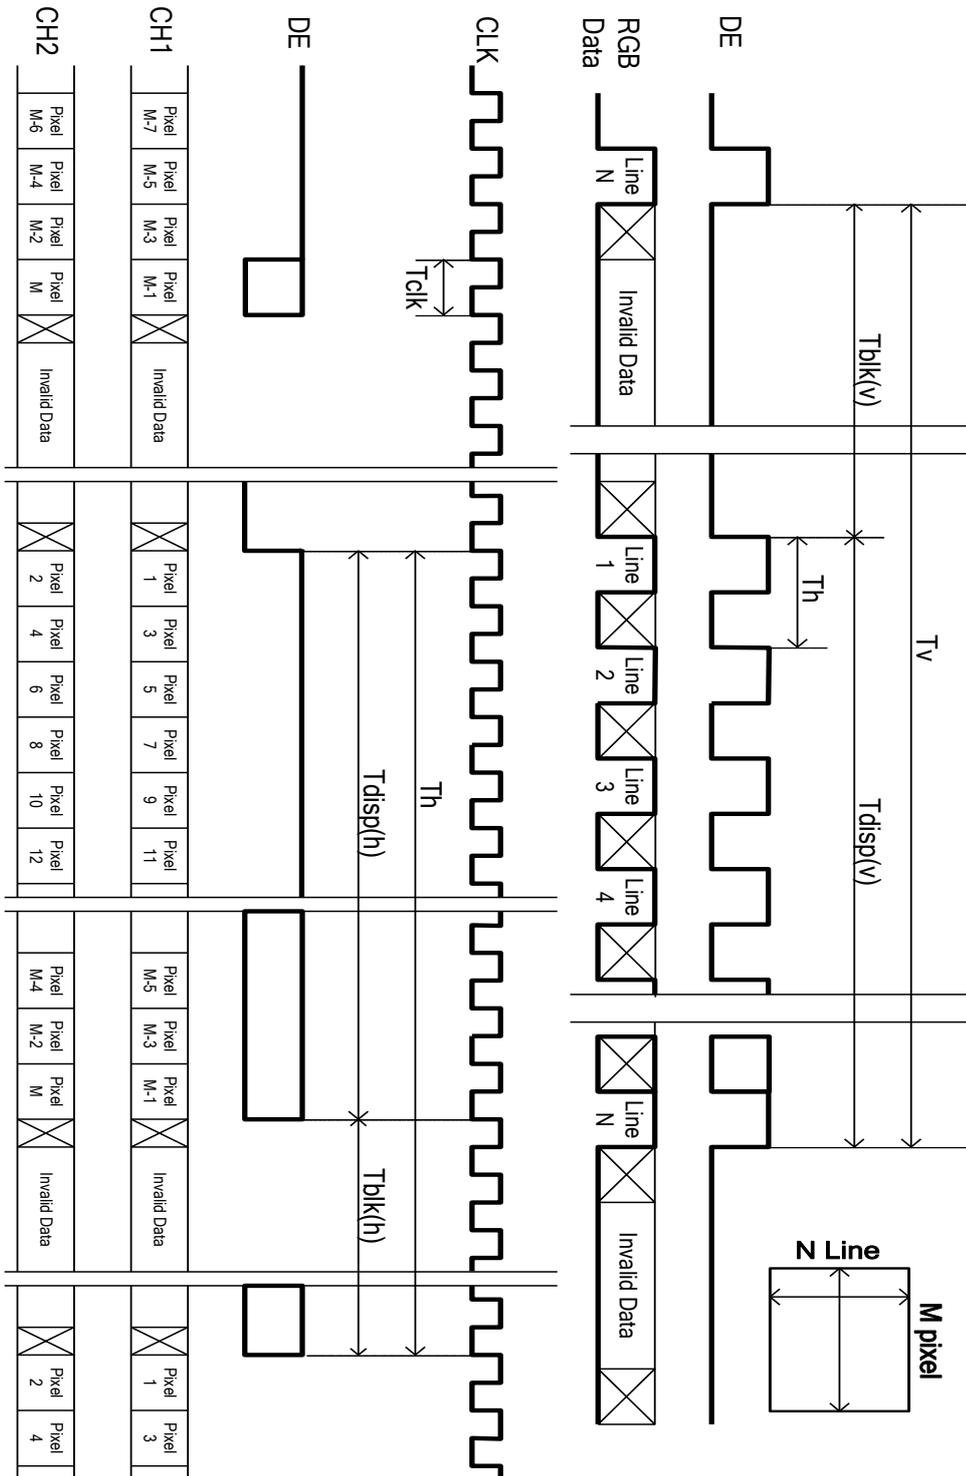 Tv
Tblk(v)
Tdisp(v)
Th
DE
RGB
Data
Line
N
Invalid Data
Line
1
Line
2
Line
3
Line
4
Line
N
Invalid Data
N Line
M pixel
Tclk
CLK
Th
Tdisp(h)
Tblk(h)
DE
CH1
Pixel
M-7
Pixel
M-5
Pixel
M-3
Pixel
M-1
Invalid Data
Pixel
1
Pixel
3
Pixel
5
Pixel
7
Pixel
9
Pixel
11
Pixel
M-5
Pixel
M-3
Pixel
M-1
Invalid Data
Pixel
1
Pixel
3
CH2
Pixel
M-6
Pixel
M-4
Pixel
M-2
Pixel
M
Invalid Data
Pixel
2
Pixel
4
Pixel
6
Pixel
8
Pixel
10
Pixel
12
Pixel
M-4
Pixel
M-2
Pixel
M
Invalid Data
Pixel
2
Pixel
4